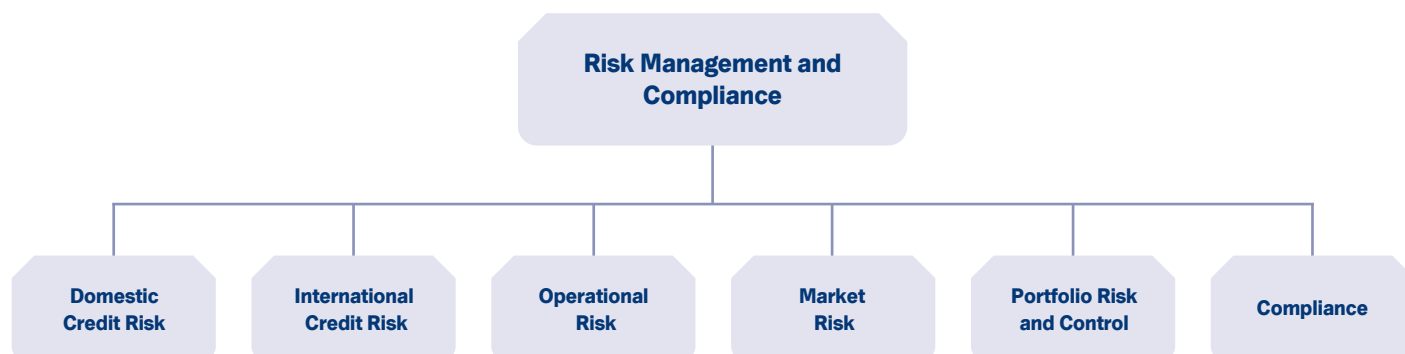 Risk Management and
Compliance
Domestic
Credit Risk
International
Credit Risk
Operational
Risk
Market
Risk
Portfolio Risk
and Control
Compliance